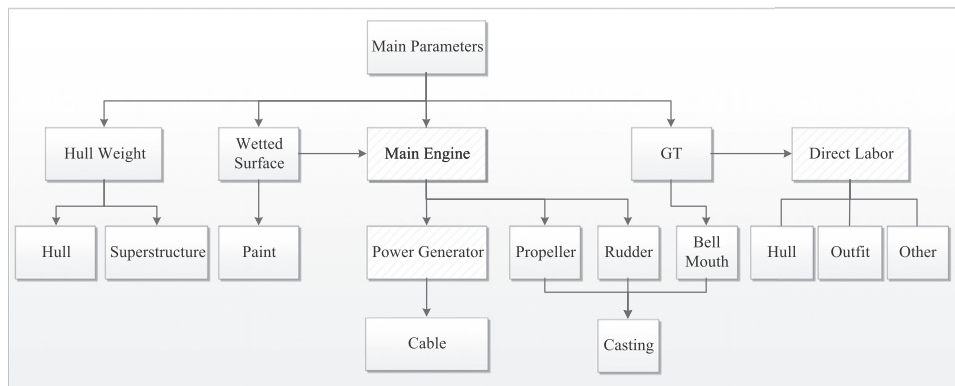 Main Parameters
Hull Weight
Wetted
Surface
Main Engine
GT
Direct Labor
Hull
Superstructure
Paint
Power Generator
Propeller
Rudder
Bell
Mouth
Hull
Outfit
Other
Cable
Casting